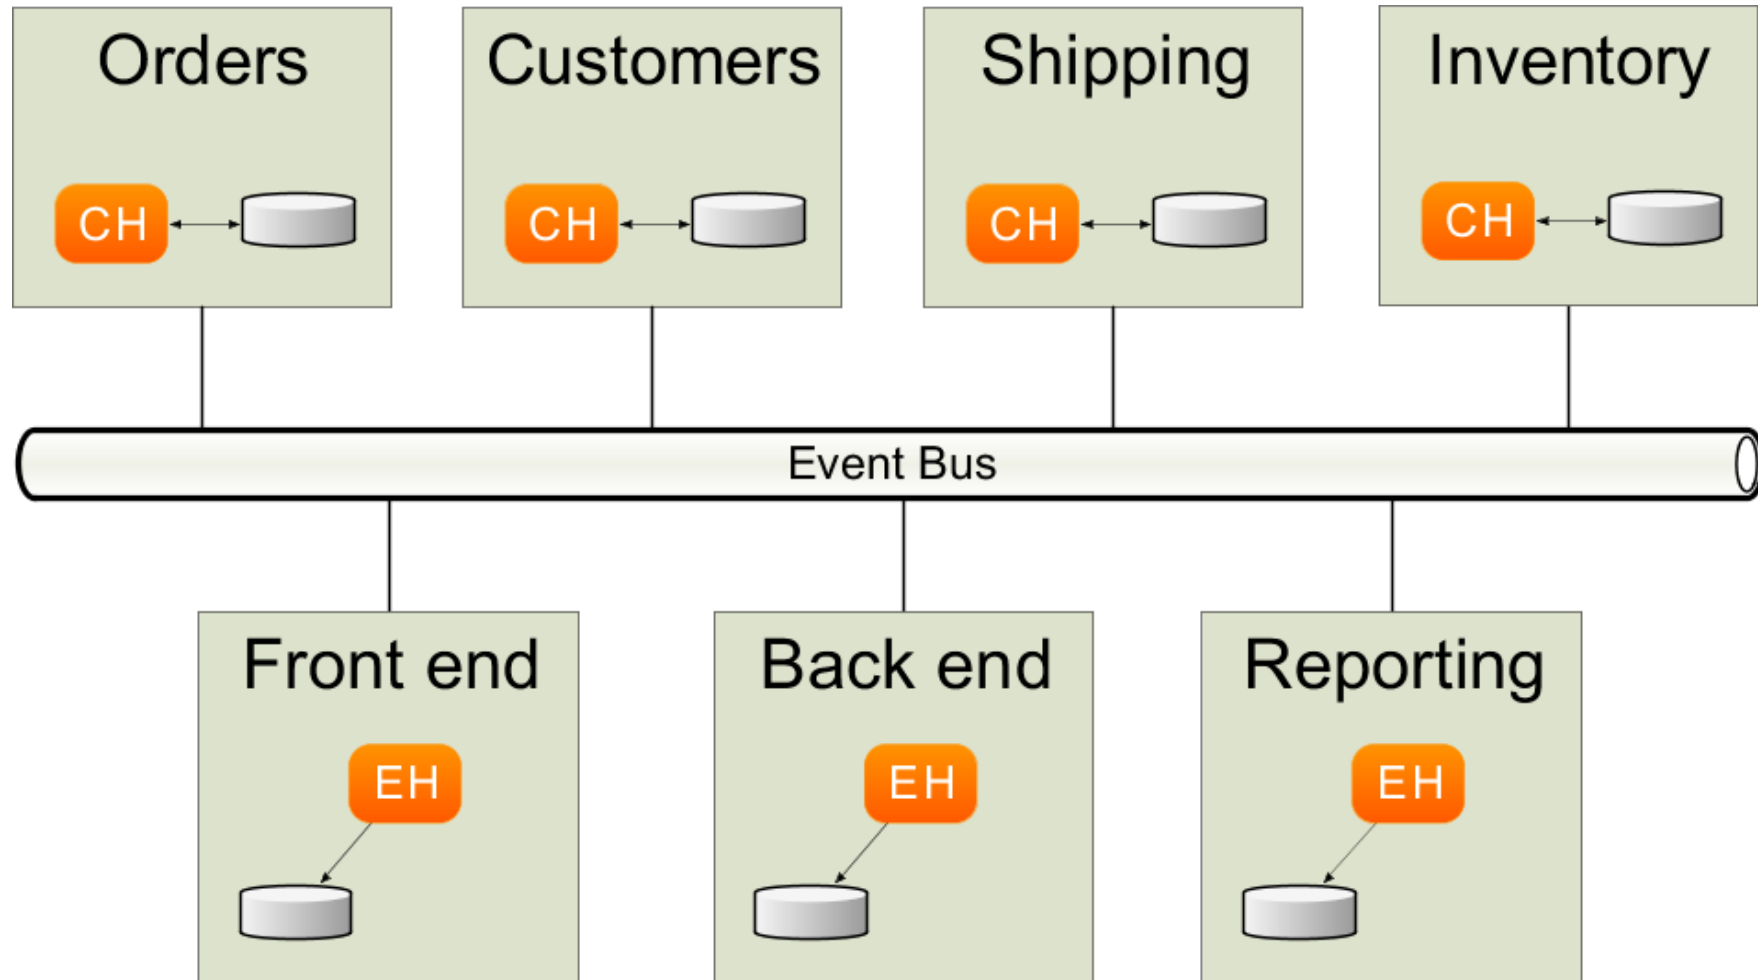 Orders
Customers
Shipping
Inventory
CH
CH
CH
CH
Event Bus
Front end
Back end
Reporting
EH
EH
EH